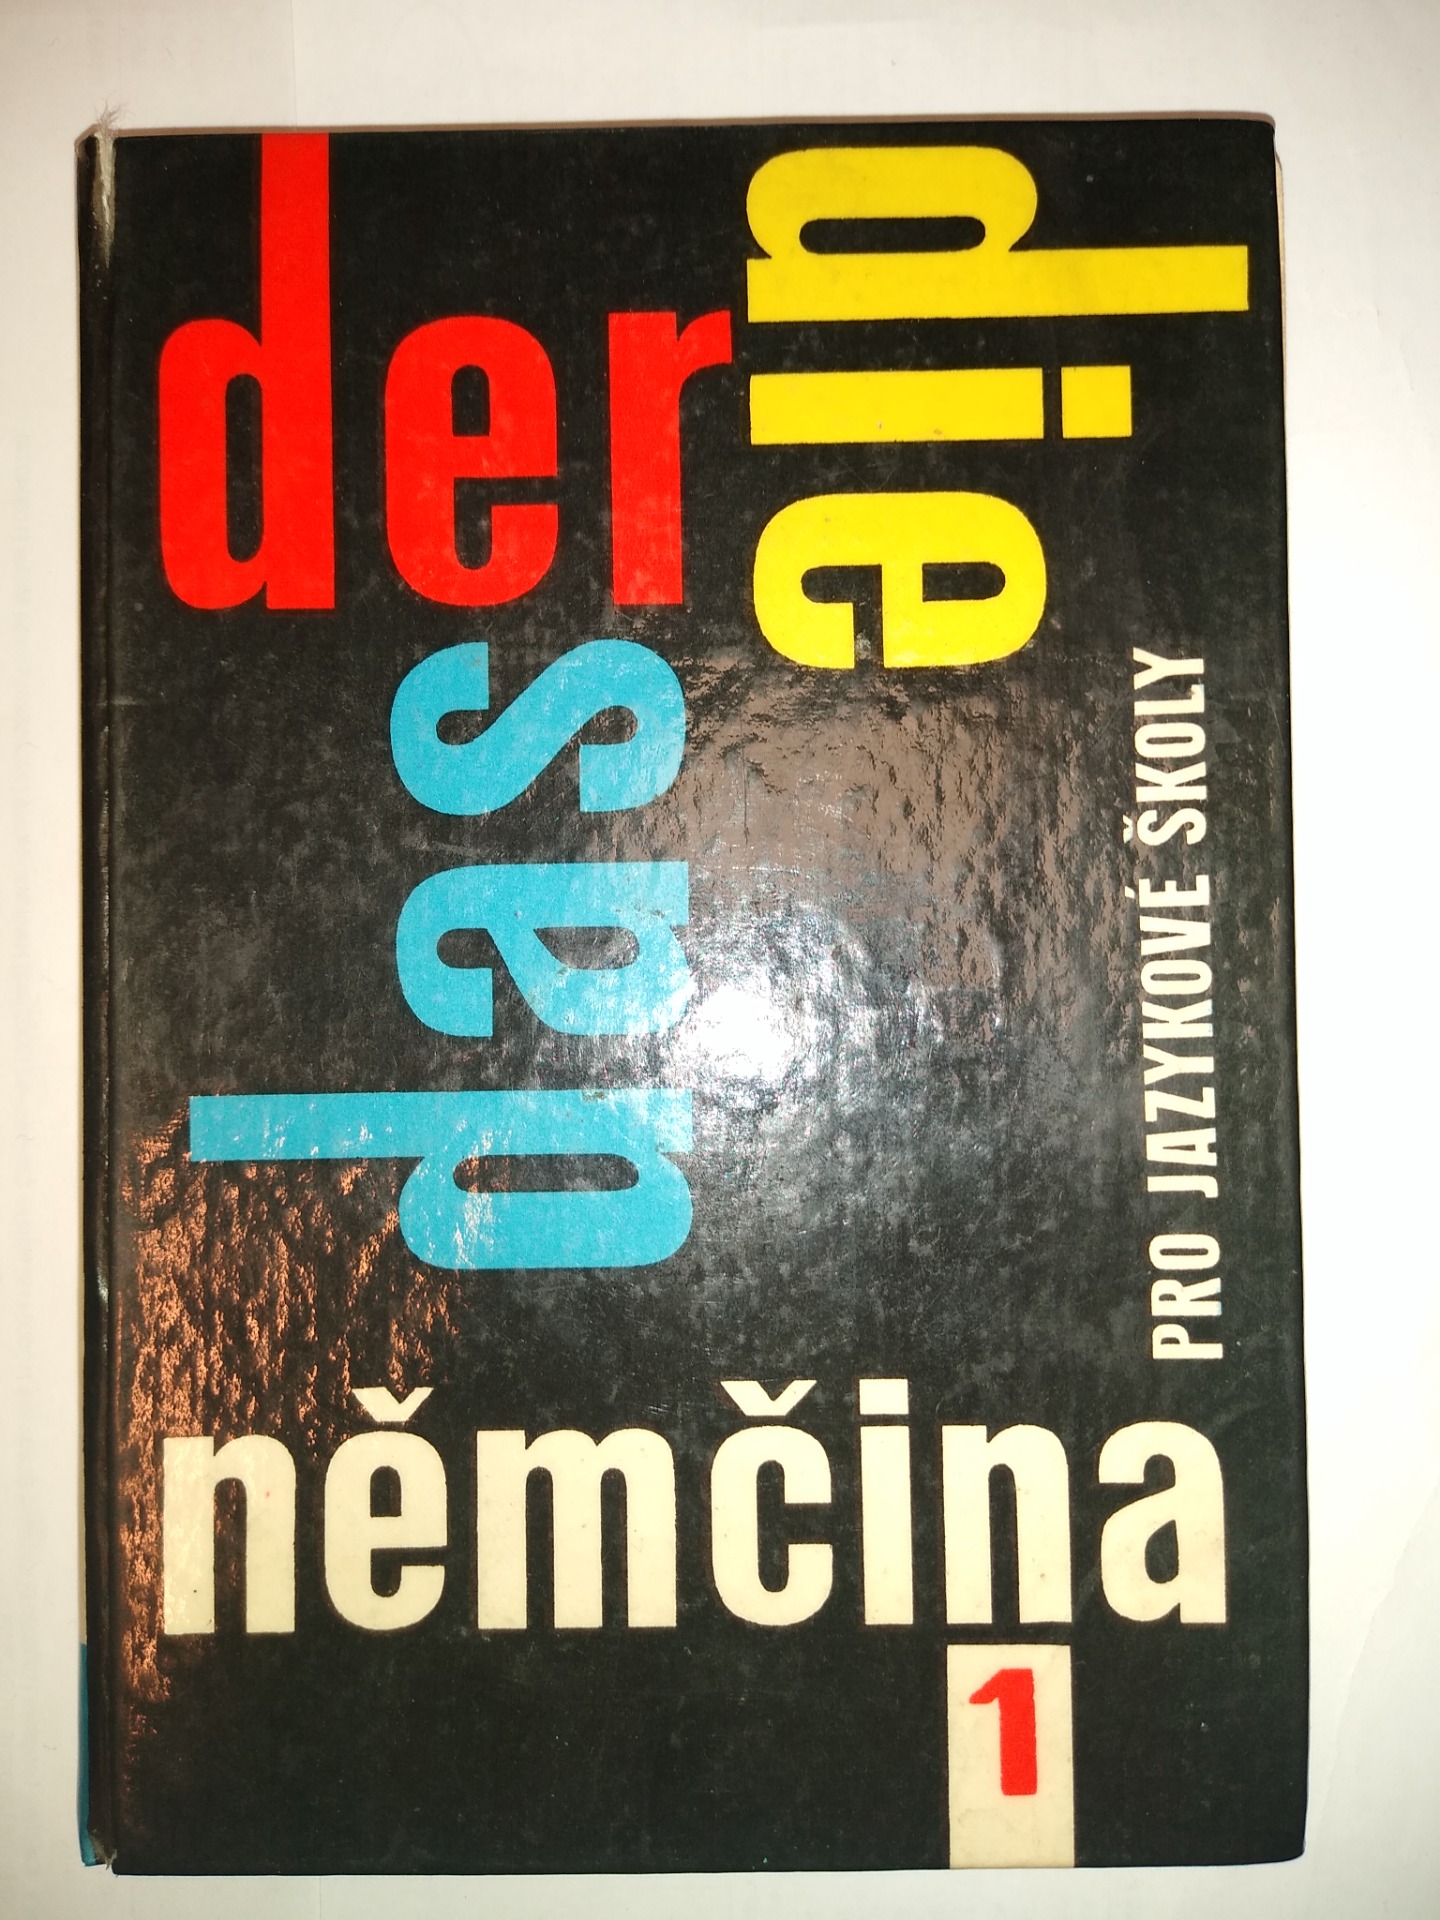 der
die
das
PRO JAZYKOVÉ ŠKOLY
němčina
1